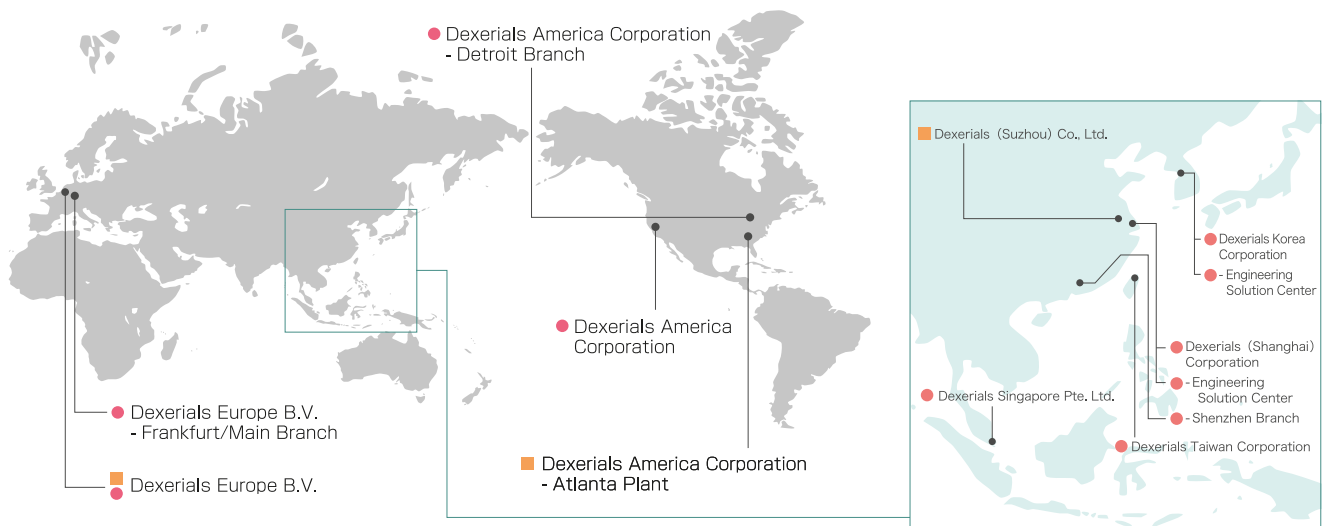 Dexerials America Corporation
- Detroit Branch
Dexerials America
Corporation
Dexerials Europe B.V.
- Frankfurt/Main Branch
Dexerials Europe B.V.
Dexerials America Corporation
- Atlanta Plant
Dexerials (Suzhou) Co., Ltd.
Dexerials Korea
Corporation
- Engineering
Solution Center
Dexerials (Shanghai)
Corporation
- Engineering
Solution Center
- Shenzhen Branch
Dexerials Singapore Pte. Ltd.
Dexerials Taiwan Corporation